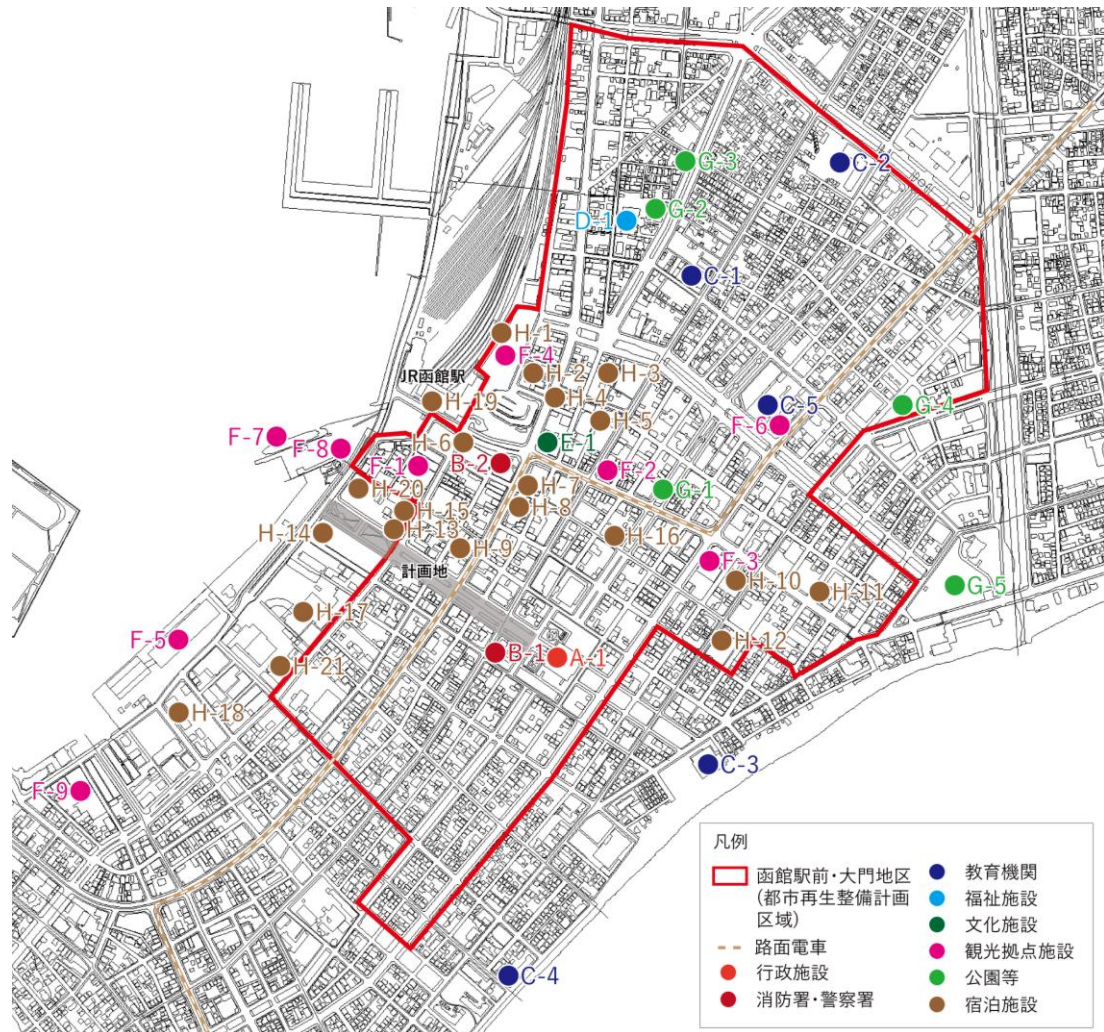 G-3
C-2
G-2
D-1
C-1
H-1
F-4
JR函館駅
H-2
H-3
H-19
H-4
C-5
G-4
H-5
F-6
F-7
H-6
E-1
F-8
F-1
B-2
F-2
H-20
H-7
G-1
H-15
H-8
H-14
H-13
H-9
H-16
計画地
F-3
H-10
H-11
G-5
H-17
F-5
B-1
A-1
H-12
H-21
H-18
C-3
F-9
C-4
凡例
函館駅前・大門地区
(都市再生整備計画
区域)
路面電車
行政施設
消防署・警察署
教育機関
福祉施設
文化施設
観光拠点施設
公園等
宿泊施設